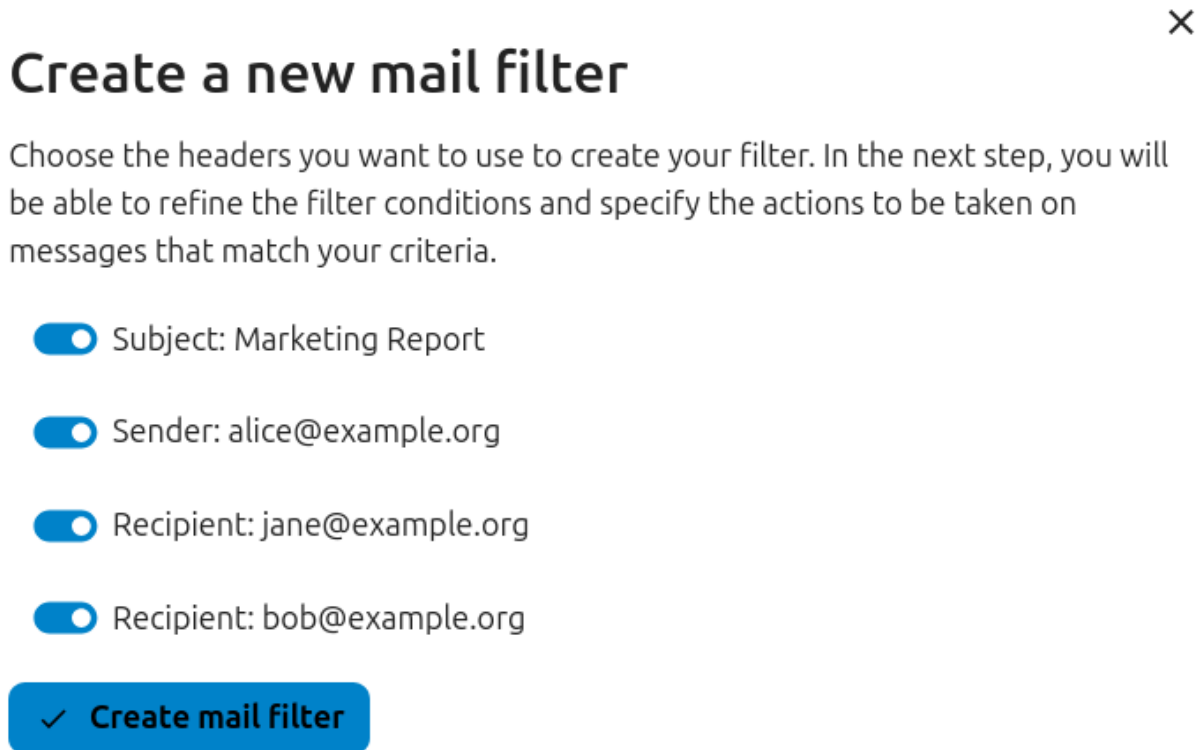 Create a new mail filter
Choose the headers you want to use to create your filter. In the next step, you will
be able to refine the filter conditions and specify the actions to be taken on
messages that match your criteria.
Subject: Marketing Report
Sender: alice@example.org
Recipient: jane@example.org
Recipient: bob@example.org
Create mail filter